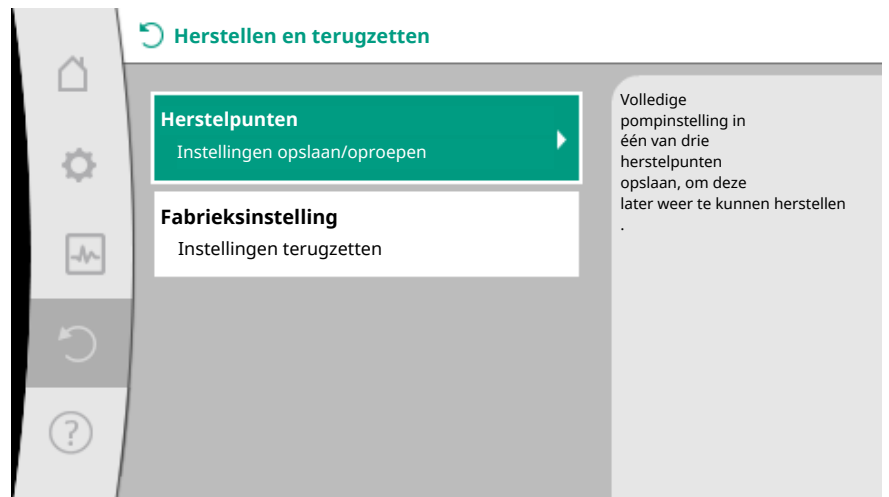 Herstellen en terugzetten
Herstelpunten
Instellingen opslaan/oproepen
Fabrieksinstelling
Instellingen terugzetten
Volledige
pompinstelling in
één van drie
herstelpunten
opslaan, om deze
later weer te kunnen herstellen
.
?